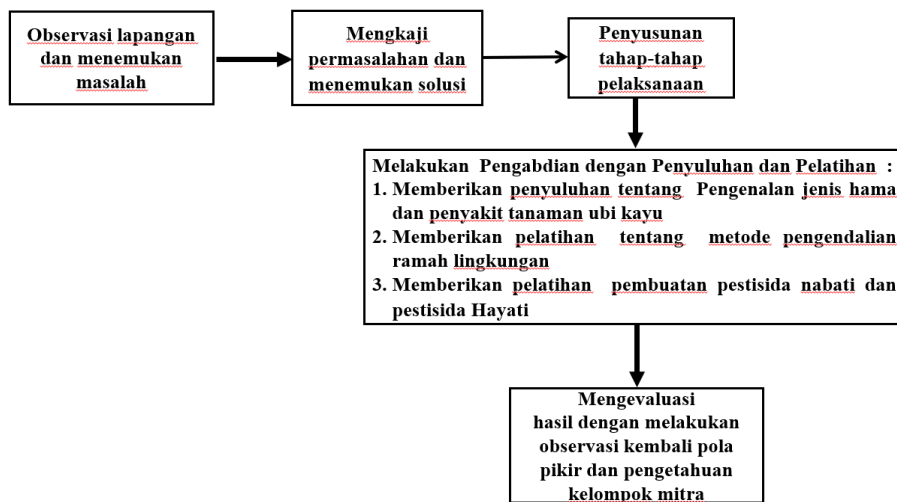 Observasi lapangan
dan menemukan
masalah
Mengkaji
permasalahan dan
menemukan solusi
Penyusunan
tahap-tahap
pelaksanaan
Melakukan Pengabdian dengan Penyuluhan dan Pelatihan :
1. Memberikan penyuluhan tentang Pengenalan jenis hama
dan penyakit tanaman ubi kayu
2. Memberikan pelatihan tentang metode pengendalian
ramah lingkungan
3. Memberikan pelatihan pembuatan pestisida nabati dan
pestisida Hayati
Mengevaluasi
hasil dengan melakukan
observasi kembali pola
pikir dan pengetahuan
kelompok mitra